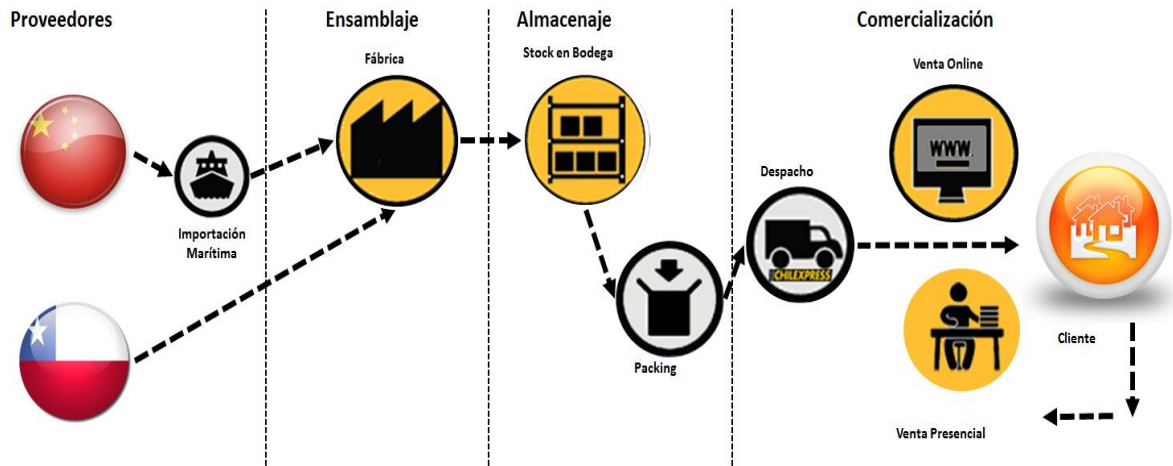 Proveedores
Ensamblaje
Almacenaje
Comercialización
Fábrica
Stock en Bodega
Venta Online
WWW.
Despacho
CHILEXPRESS
Importación
Marítima
Packing
Cliente
Venta Presencial